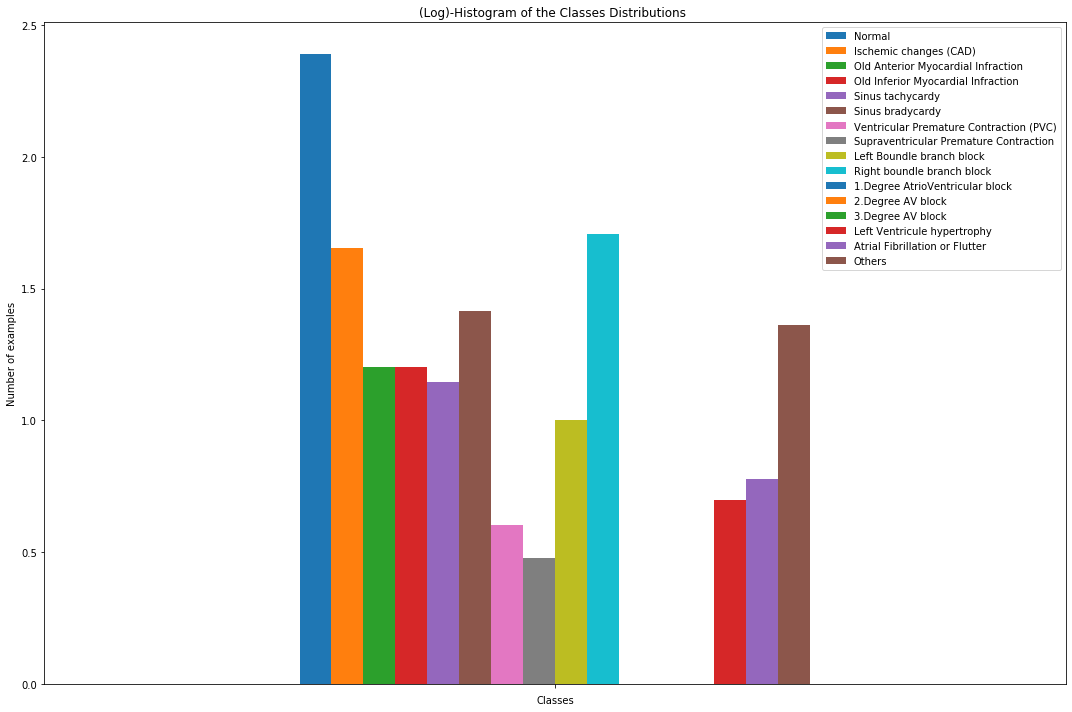 (Log)-Histogram of the Classes Distributions
2.5
2.0
1.5
1.0
0.5
0.0
Number of examples
Classes
Normal
Ischemic changes (CAD)
Old Anterior Myocardial Infraction
Old Inferior Myocardial Infraction
Sinus tachycardy
Sinus bradycardy
Ventricular Premature Contraction (PVC)
Supraventricular Premature Contraction
Left Boundle branch block
Right boundle branch block
1.Degree AtrioVentricular block
2.Degree AV block
3.Degree AV block
Left Ventricule hypertrophy
Atrial Fibrillation or Flutter
Others